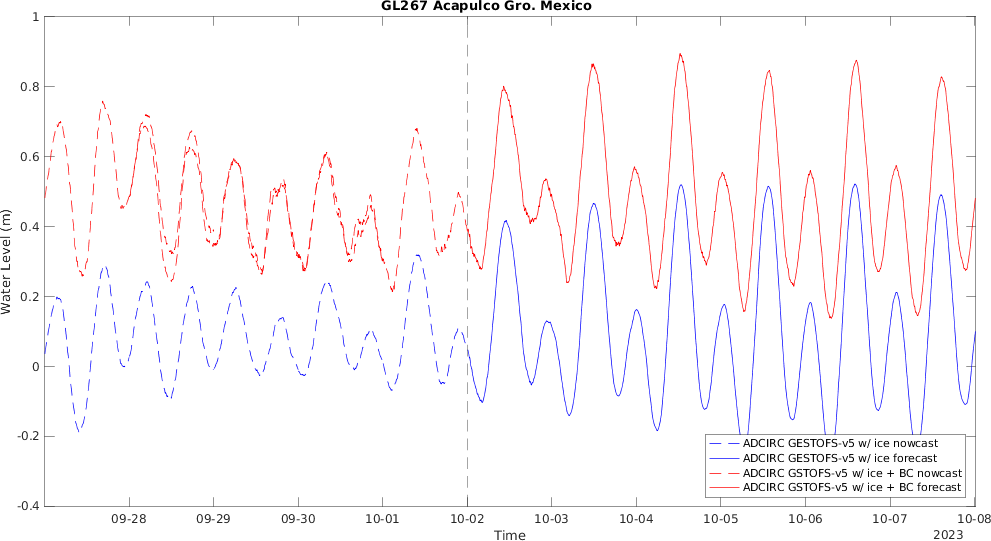 GL267 Acapulco Gro. Mexico
Water Level (m)
1
0.8
0.6
0.4
0.2
0
-0.2
-0.4
ADCIRC GESTOFS-v5 w/ ice nowcast
ADCIRC GESTOFS-v5 w/ ice forecast
ADCIRC GSTOFS-v5 w/ ice + BC nowcast
ADCIRC GSTOFS-v5 w/ ice + BC forecast
09-28 09-29 09-30 10-01 10-02 10-03 10-04 10-05 10-06 10-07 10-08
Time
2023